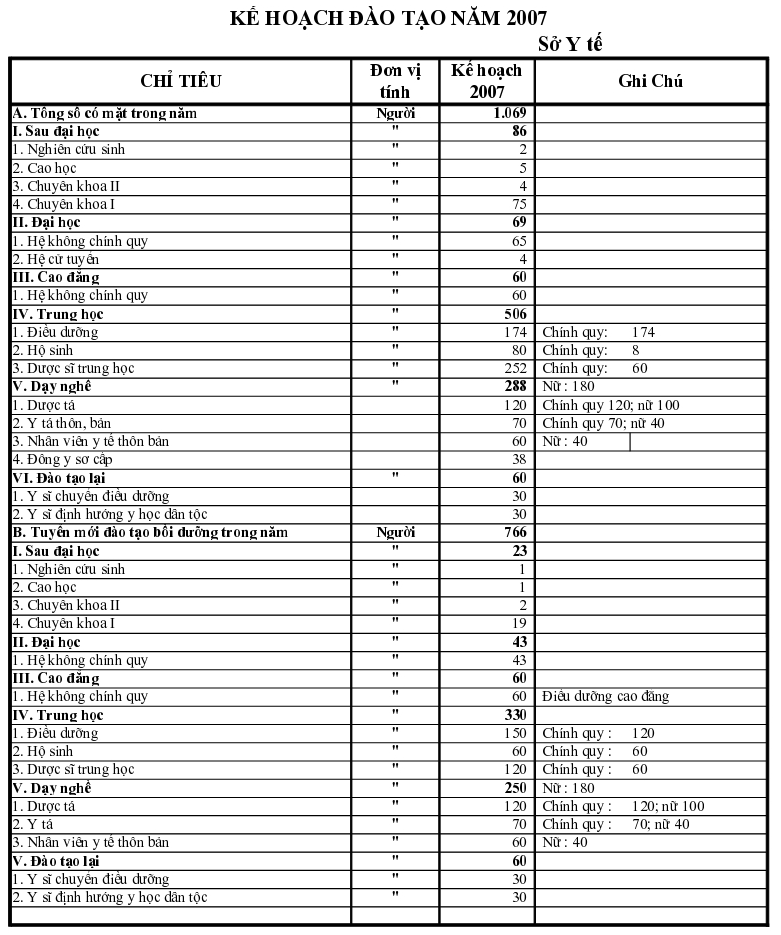 KẾ HOẠCH ĐÀO TẠO NĂM 2007
Sở Y tế
CHỈ TIÊU Đơn vị tính Kế hoạch 2007 Ghi Chú
A. Tổng số có mặt trong năm Người 1.069
I. Sau đại học " 86
1. Nghiên cứu sinh " 2
2. Cao học " 5
3. Chuyên khoa II " 4
4. Chuyên khoa I " 75
II. Đại học " 69
1. Hệ không chính quy " 65
2. Hệ cử tuyển " 4
III. Cao đẳng " 60
1. Hệ không chính quy " 60
IV. Trung học " 506
1. Điều dưỡng " 174 Chính quy: 174
2. Hộ sinh " 80 Chính quy: 8
3. Dược sĩ trung học " 252 Chính quy: 60
V. Dạy nghề " 288 Nữ : 180
1. Dược tá 120 Chính quy 120; nữ 100
2. Y tá thôn, bản 70 Chính quy 70; nữ 40
3. Nhân viên y tế thôn bản 60 Nữ : 40
4. Đông y sơ cấp 38
VI. Đào tạo lại " 60
1. Y sĩ chuyển điều dưỡng 30
2. Y sĩ định hướng y học dân tộc 30
B. Tuyển mới đào tạo bồi dưỡng trong năm Người 766
I. Sau đại học " 23
1. Nghiên cứu sinh " 1
2. Cao học " 1
3. Chuyên khoa II " 2
4. Chuyên khoa I " 19
II. Đại học " 43
1. Hệ không chính quy " 43
III. Cao đẳng " 60
1. Hệ không chính quy " 60 Điều dưỡng cao đẳng
IV. Trung học " 330
1. Điều dưỡng " 150 Chính quy : 120
2. Hộ sinh " 60 Chính quy : 60
3. Dược sĩ trung học " 120 Chính quy : 60
V. Dạy nghề " 250 Nữ : 180
1. Dược tá " 120 Chính quy : 120; nữ 100
2. Y tá " 70 Chính quy : 70; nữ 40
3. Nhân viên y tế thôn bản " 60 Nữ : 40
V. Đào tạo lại " 60
1. Y sĩ chuyển điều dưỡng " 30
2. Y sĩ định hướng y học dân tộc " 30